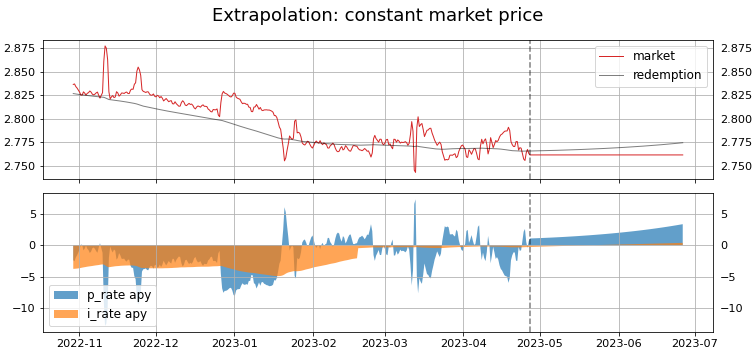 Extrapolation: constant market price
2.875 2.875
2.850 2.850
2.825 2.825
2.800 2.800
2.775 2.775
2.750 2.750
market
redemption
5 5
0 0
−5 −5
−10 −10
p_rate apy
i_rate apy
2022-11 2022-12 2023-01 2023-02 2023-03 2023-04 2023-05 2023-06 2023-07